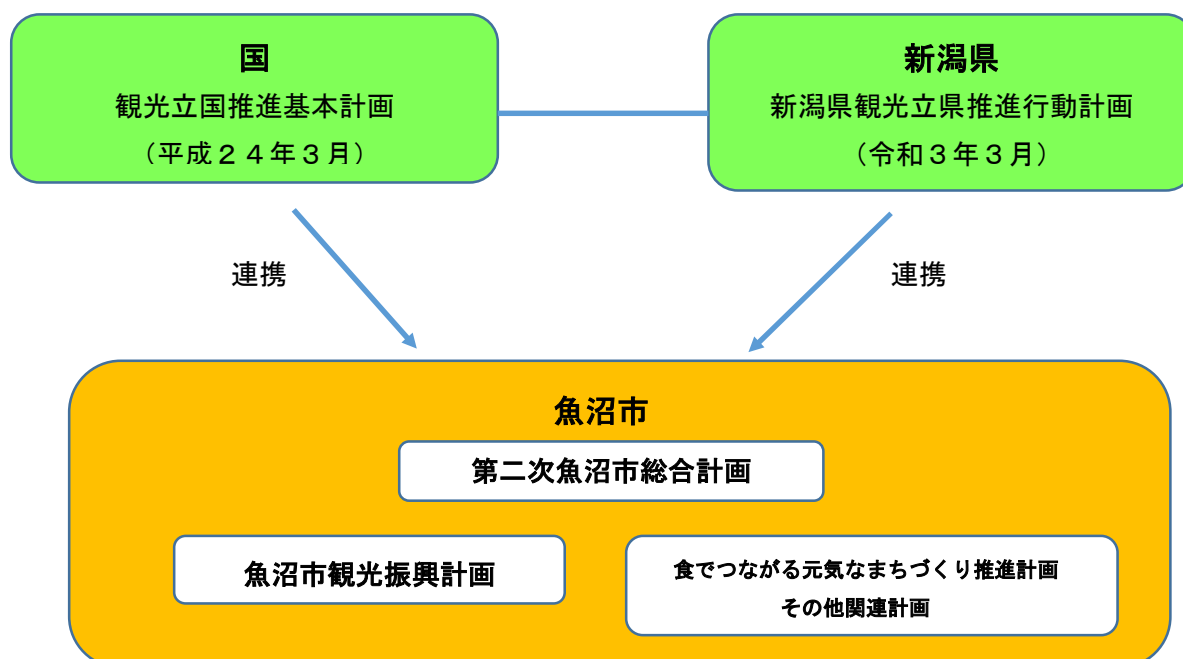 国
観光立国推進基本計画
（平成２４年３月）
新潟県
新潟県観光立県推進行動計画
（令和３年３月）
連携
連携
魚沼市
第二次魚沼市総合計画
魚沼市観光振興計画
食でつながる元気なまちづくり推進計画
その他関連計画